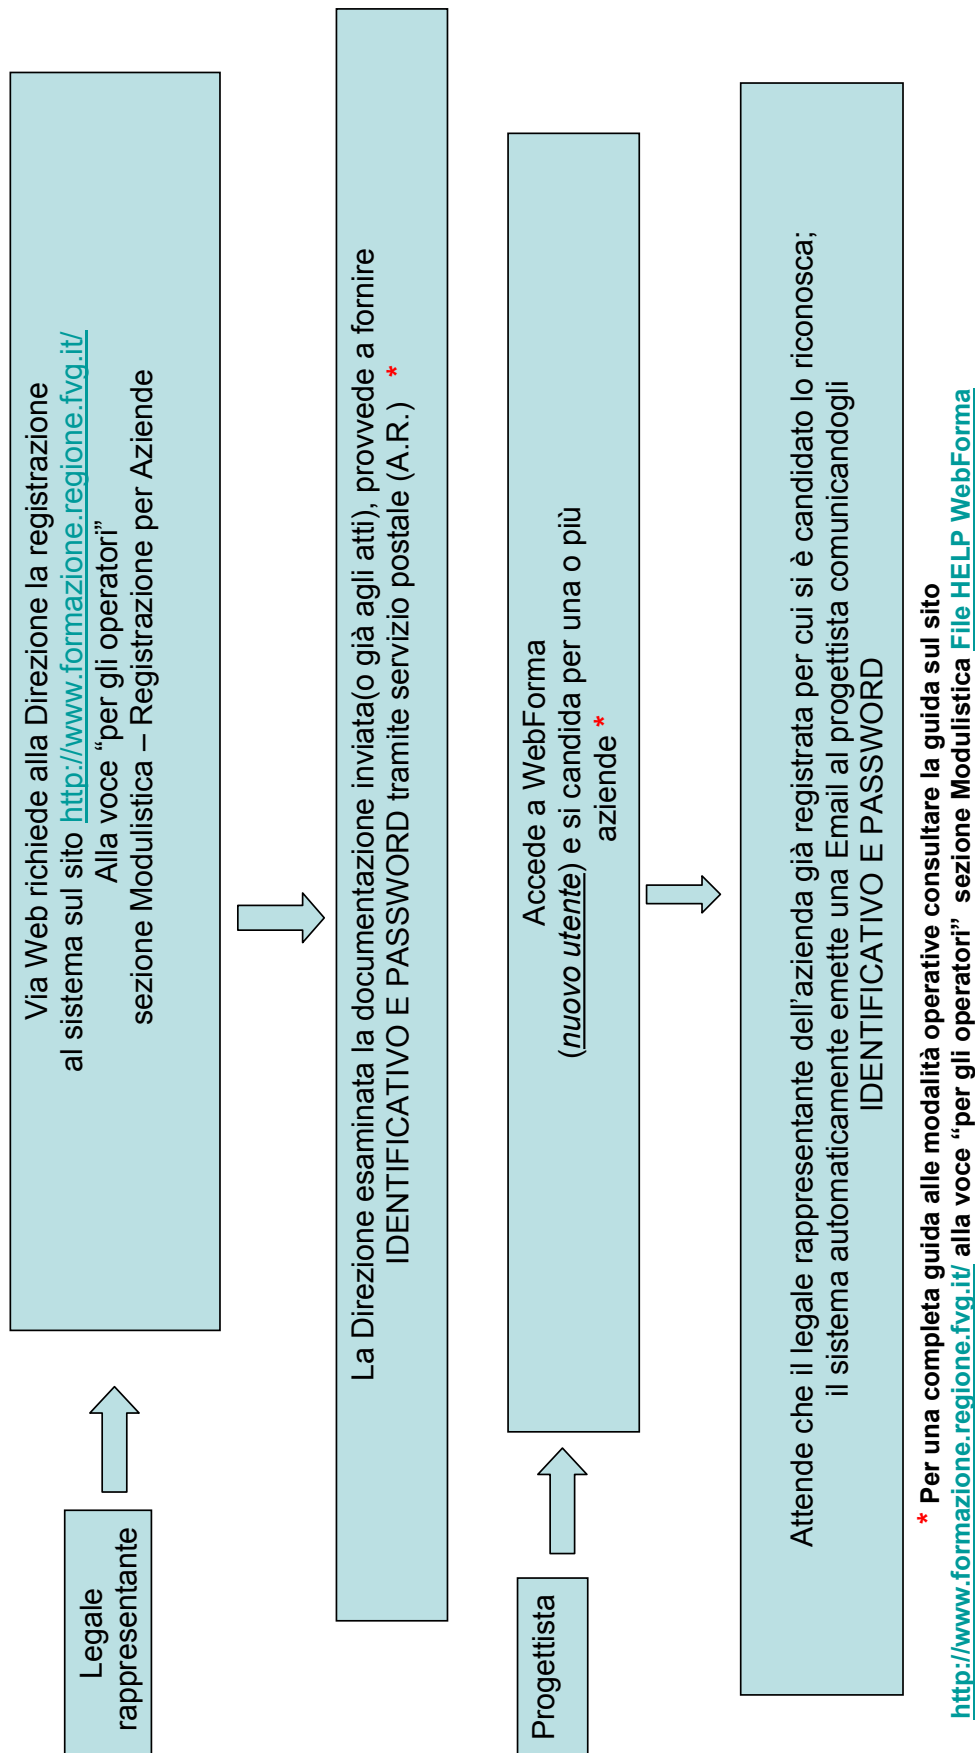 Legale
rappresentante
Via Web richiede alla Direzione la registrazione
al sistema sul sito http://www.formazione.regione.fvg.it/
Alla voce “per gli operatori”
sezione Modulistica – Registrazione per Aziende
La Direzione esaminata la documentazione inviata(o già agli atti), provvede a fornire
IDENTIFICATIVO E PASSWORD tramite servizio postale (A.R.) *
Progettista
Accede a WebForma
(nuovo utente) e si candida per una o più
aziende *
Attende che il legale rappresentante dell’azienda già registrata per cui si è candidato lo riconosca;
il sistema automaticamente emette una Email al progettista comunicandogli
IDENTIFICATIVO E PASSWORD
* Per una completa guida alle modalità operative consultare la guida sul sito
http://www.formazione.regione.fvg.it/ alla voce “per gli operatori” sezione Modulistica File HELP WebForma